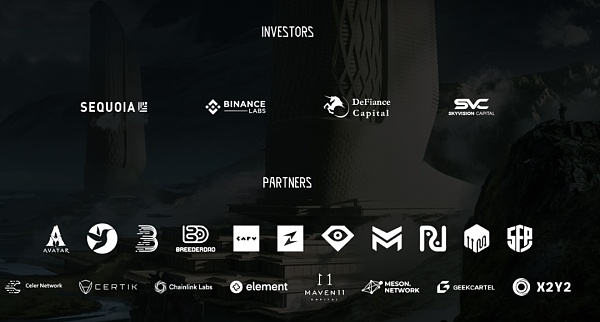 INVESTORS
SEQUOIA
BINANCE
LABS
DeFiance
Capital
SVC
SKYVISION CAPITAL
PARTNERS
AVATAR
BREEDERDAO
CAFV
Celer Network
CERTIK
Chainlink Labs
element
MAVEN11
Capital
MESON.
NETWORK
GEEKCARTEL
X2Y2